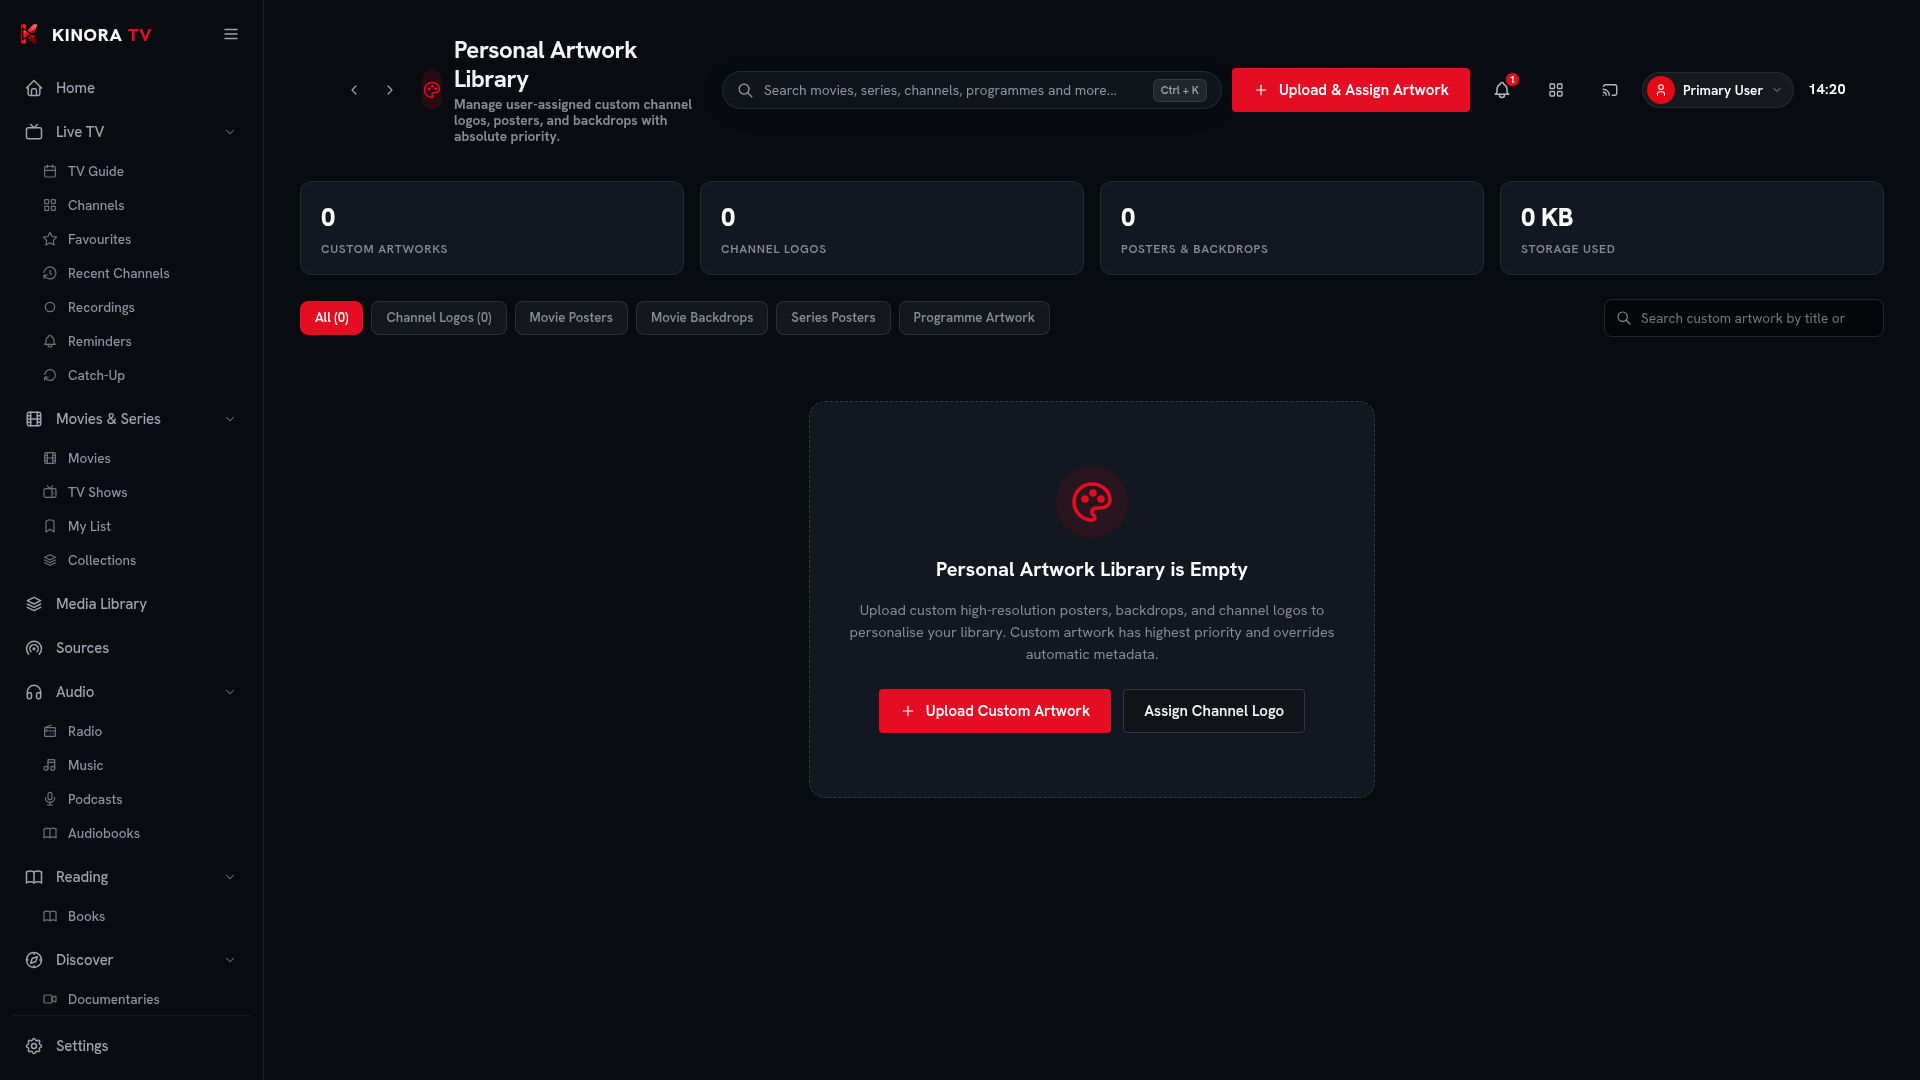 KINORA TV
Home
Live TV
TV Guide
Channels
Favourites
Recent Channels
Recordings
Reminders
Catch-Up
Movies & Series
Movies
TV Shows
My List
Collections
Media Library
Sources
Audio
Radio
Music
Podcasts
Audiobooks
Reading
Books
Discover
Documentaries
Settings
Personal Artwork
Library
Manage user-assigned custom channel
logos, posters, and backdrops with
absolute priority.
Search movies, series, channels, programmes and more...
Ctrl + K
Upload & Assign Artwork
1
Primary User
14:20
0
CUSTOM ARTWORKS
0
CHANNEL LOGOS
0
POSTERS & BACKDROPS
0 KB
STORAGE USED
All (0)
Channel Logos (0)
Movie Posters
Movie Backdrops
Series Posters
Programme Artwork
Search custom artwork by title or
Personal Artwork Library is Empty
Upload custom high-resolution posters, backdrops, and channel logos to
personalise your library. Custom artwork has highest priority and overrides
automatic metadata.
Upload Custom Artwork
Assign Channel Logo